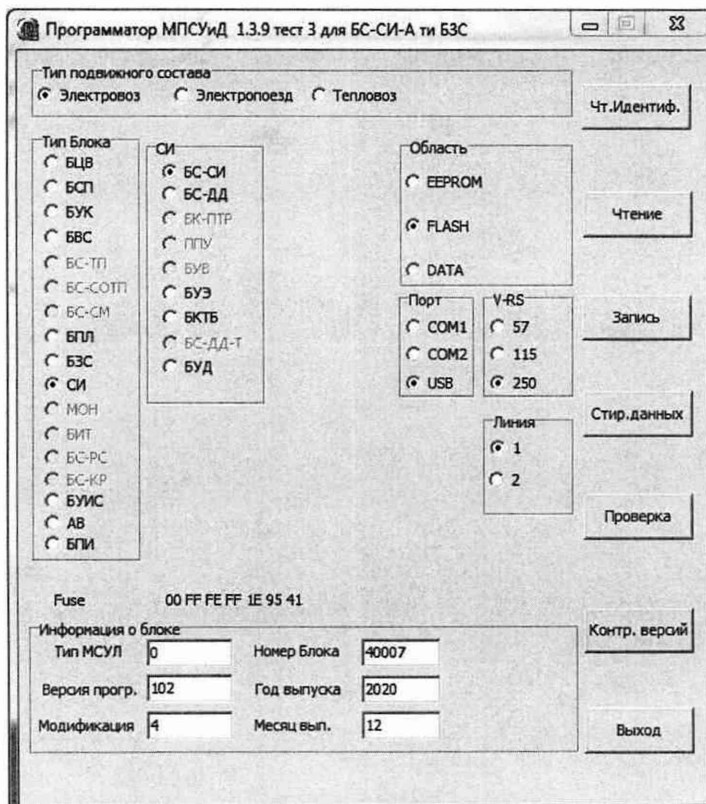 Программатор МПСУиД 1.3.9 тест 3 для БС-СИ-А ти БЗС
Тип подвижного состава
Электровоз Электропоезд Тепловоз
Чт.Идентиф.
Тип Блока
БЦВ
БСП
БУК
БВС
БС-ТП
БС-СОТП
БС-СМ
БПЛ
БЗС
СИ
МОН
БИТ
БС-РС
БС-КР
БУИС
АВ
БПИ
СИ
БС-СИ
БС-ДД
БК-ПТР
ППУ
БУВ
БУЭ
БКТБ
БС-ДД-Т
БУД
Область
EEPROM
FLASH
DATA
Порт
COM1
COM2
USB
V-RS
57
115
250
Линия
1
2
Чтение
Запись
Стир.данных
Проверка
Контр. версий
Выход
Fuse 00 FF FE FF 1E 95 41
Информация о блоке
Тип МСУЛ 0 Номер Блока 40007
Версия прогр. 102 Год выпуска 2020
Модификация 4 Месяц вып. 12